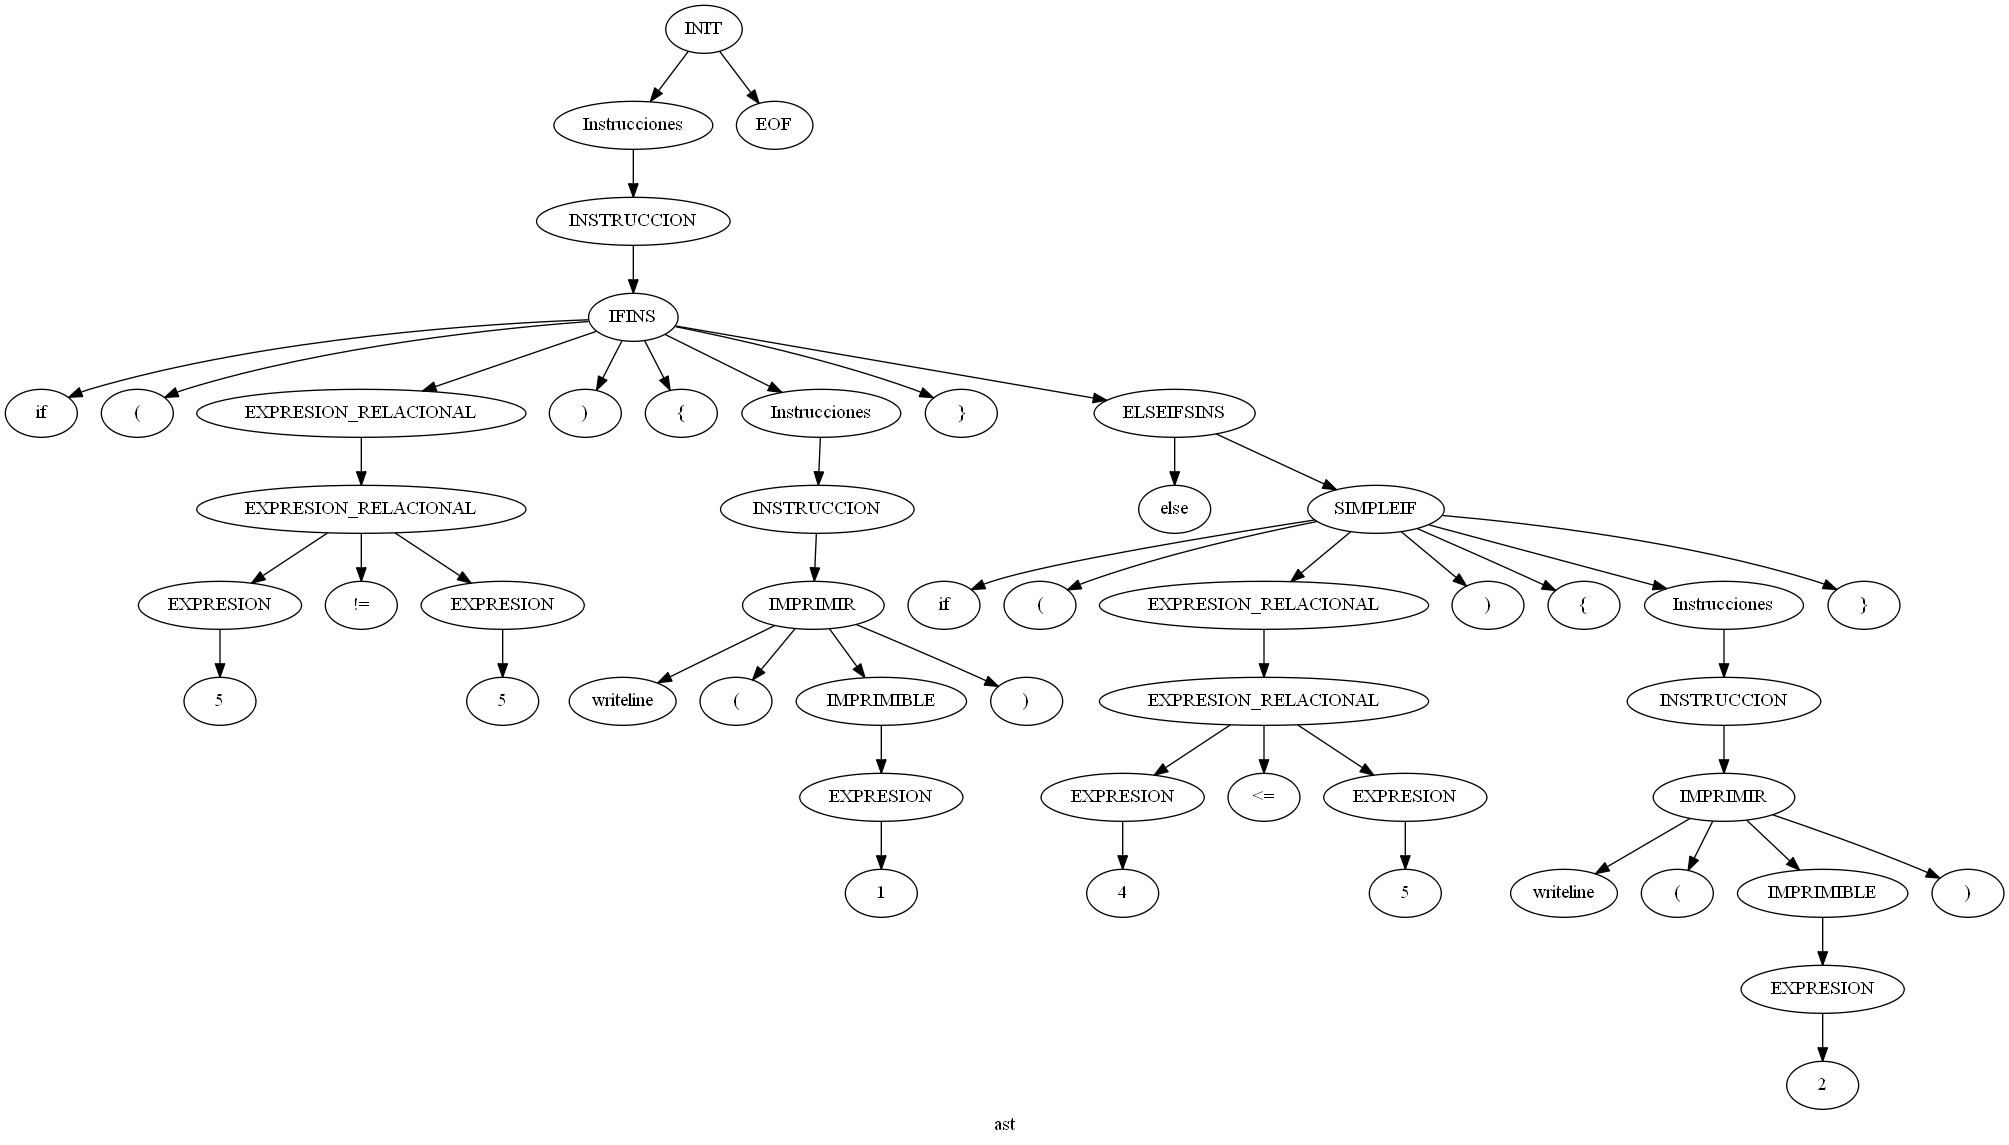 INIT
Instrucciones
EOF
INSTRUCCION
IFINS
if
(
EXPRESION_RELACIONAL
)
{
Instrucciones
}
ELSEIFSINS
EXPRESION_RELACIONAL
INSTRUCCION
else
SIMPLEIF
EXPRESION
!=
EXPRESION
IMPRIMIR
if
(
EXPRESION_RELACIONAL
)
{
Instrucciones
}
5
5
writeline
(
IMPRIMIBLE
)
EXPRESION_RELACIONAL
INSTRUCCION
EXPRESION
EXPRESION
<=
EXPRESION
IMPRIMIR
1
4
5
writeline
(
IMPRIMIBLE
)
EXPRESION
2
ast